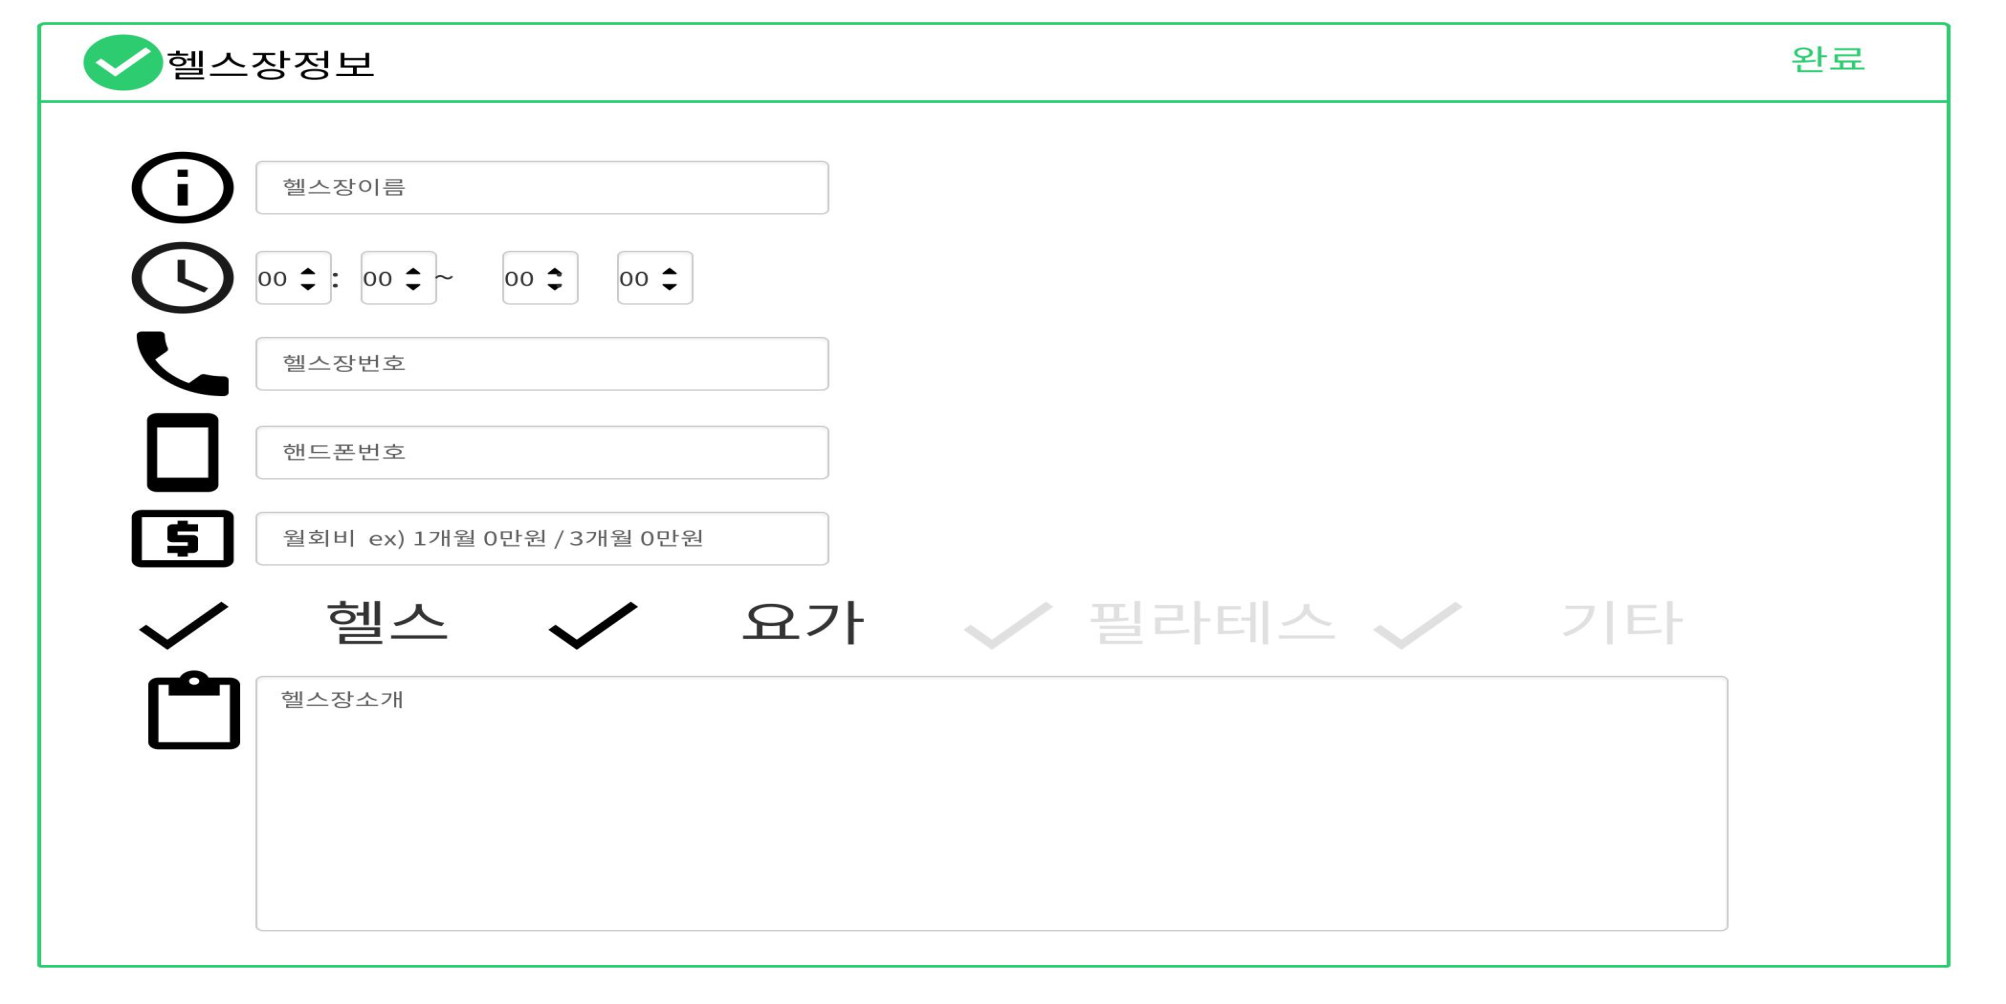 헬스장정보 완료
헬스장이름
00 : 00 ~ 00 : 00
헬스장번호
핸드폰번호
월회비 ex) 1개월 0만원 / 3개월 0만원
헬스 요가 필라테스 기타
헬스장소개